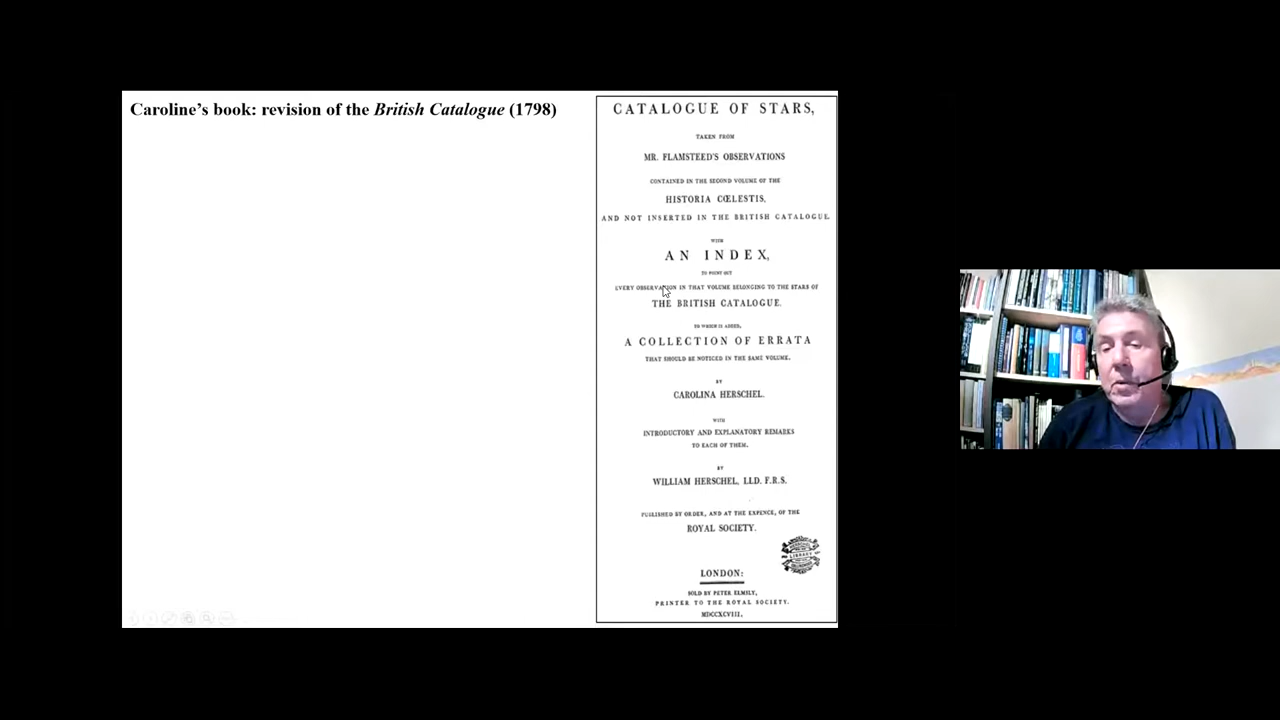 Caroline's book: revision of the British Catalogue (1798)
CATALOGUE OF STARS,
TAKEN FROM
MR. FLAMSTEED'S OBSERVATIONS
CONTAINED IN THE SECOND VOLUME OF THE
HISTORIA CŒLESTIS,
AND NOT INSERTED IN THE BRITISH CATALOGUE,
WITH
AN INDEX,
TO POINT OUT
EVERY OBSERVATION IN THAT VOLUME BELONGING TO THE STARS OF
THE BRITISH CATALOGUE.
TO WHICH IS ADDED,
A COLLECTION OF ERRATA
THAT SHOULD BE NOTICED IN THE SAME VOLUME.
BY
CAROLINA HERSCHEL.
WITH
INTRODUCTORY AND EXPLANATORY REMARKS
TO EACH OF THEM.
BY
WILLIAM HERSCHEL, LLD. F.R.S.
PUBLISHED BY ORDER, AND AT THE EXPENCE, OF THE
ROYAL SOCIETY.
LIBRARY
LONDON:
SOLD BY PETER ELMSLY,
PRINTER TO THE ROYAL SOCIETY.
MDCCXCVIII.